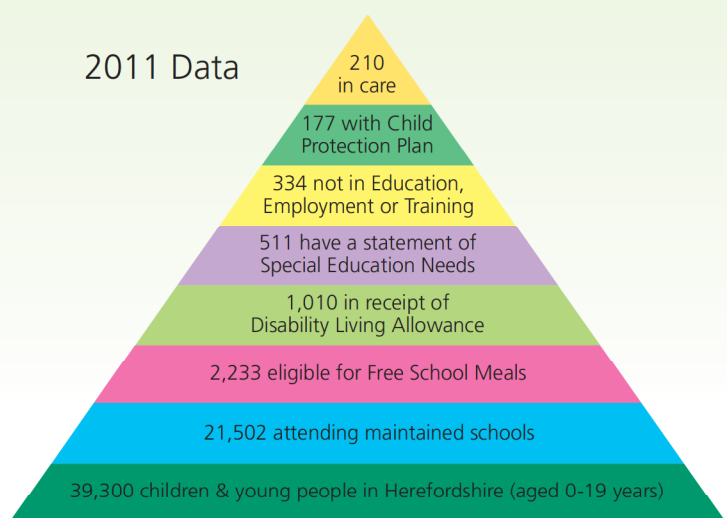 2011 Data
210
in care
177 with Child
Protection Plan
334 not in Education,
Employment or Training
511 have a statement of
Special Education Needs
1,010 in receipt of
Disability Living Allowance
2,233 eligible for Free School Meals
21,502 attending maintained schools
39,300 children & young people in Herefordshire (aged 0-19 years)